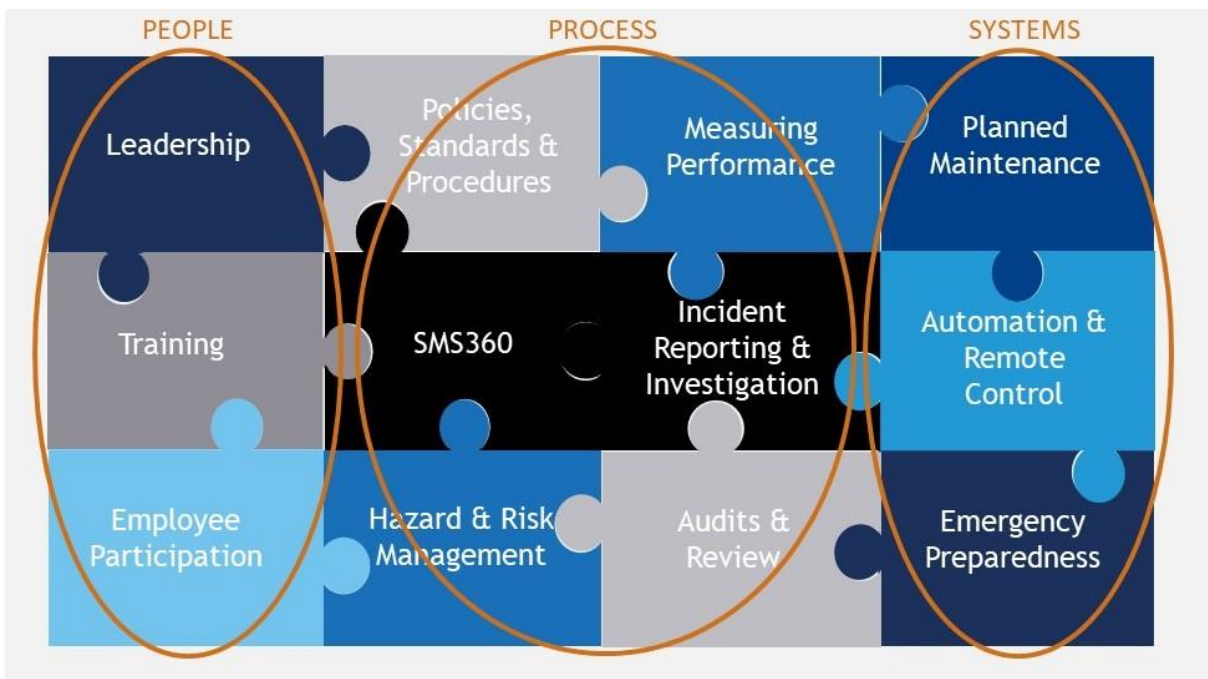 PEOPLE
PROCESS
SYSTEMS
Leadership
Policies,
Standards &
Procedures
Measuring
Performance
Planned
Maintenance
Training
SMS360
Incident
Reporting &
Investigation
Automation &
Remote
Control
Employee
Participation
Hazard & Risk
Management
Audits &
Review
Emergency
Preparedness